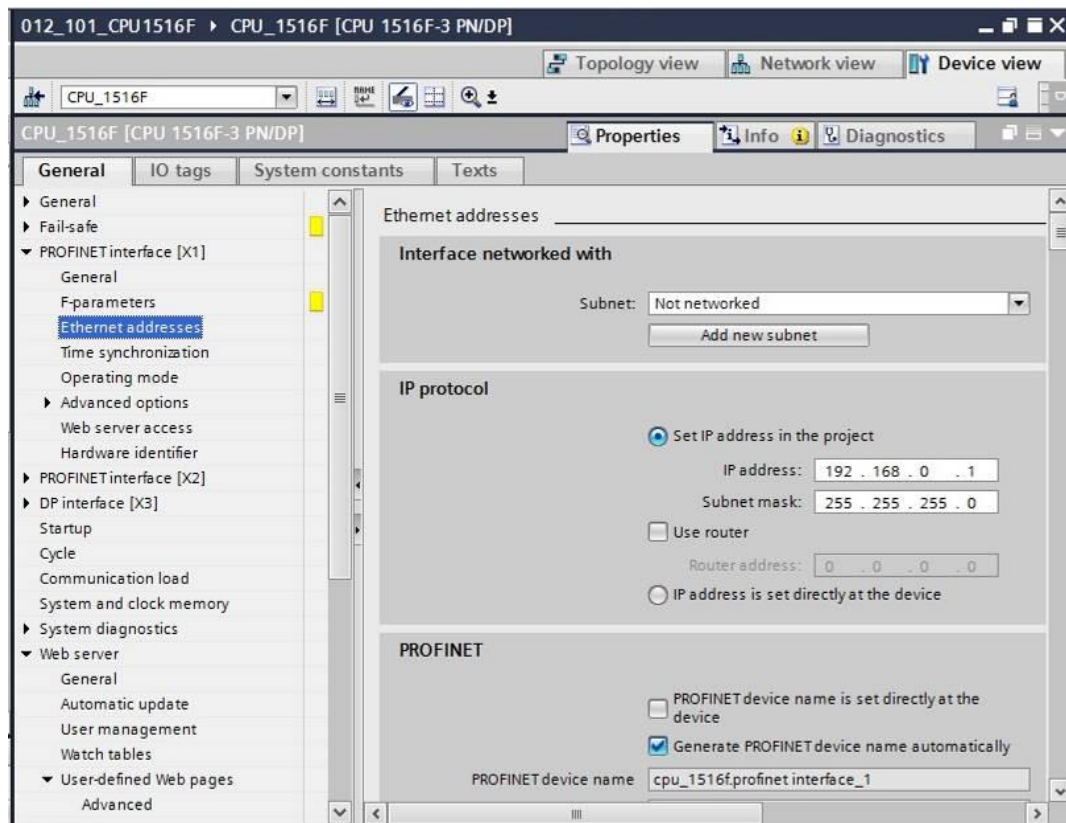 012_101_CPU1516F ▸ CPU_1516F [CPU 1516F-3 PN/DP]
Topology view Network view Device view
CPU_1516F
CPU_1516F [CPU 1516F-3 PN/DP] Properties Info Diagnostics
General IO tags System constants Texts
General
Fail-safe
PROFINET interface [X1]
General
F-parameters
Ethernet addresses
Time synchronization
Operating mode
Advanced options
Web server access
Hardware identifier
PROFINET interface [X2]
DP interface [X3]
Startup
Cycle
Communication load
System and clock memory
System diagnostics
Web server
General
Automatic update
User management
Watch tables
User-defined Web pages
Advanced
Ethernet addresses
Interface networked with
Subnet: Not networked
Add new subnet
IP protocol
Set IP address in the project
IP address: 192 . 168 . 0 . 1
Subnet mask: 255 . 255 . 255 . 0
Use router
Router address: 0 . 0 . 0 . 0
IP address is set directly at the device
PROFINET
PROFINET device name is set directly at the
device
Generate PROFINET device name automatically
PROFINET device name cpu_1516f.profinet interface_1